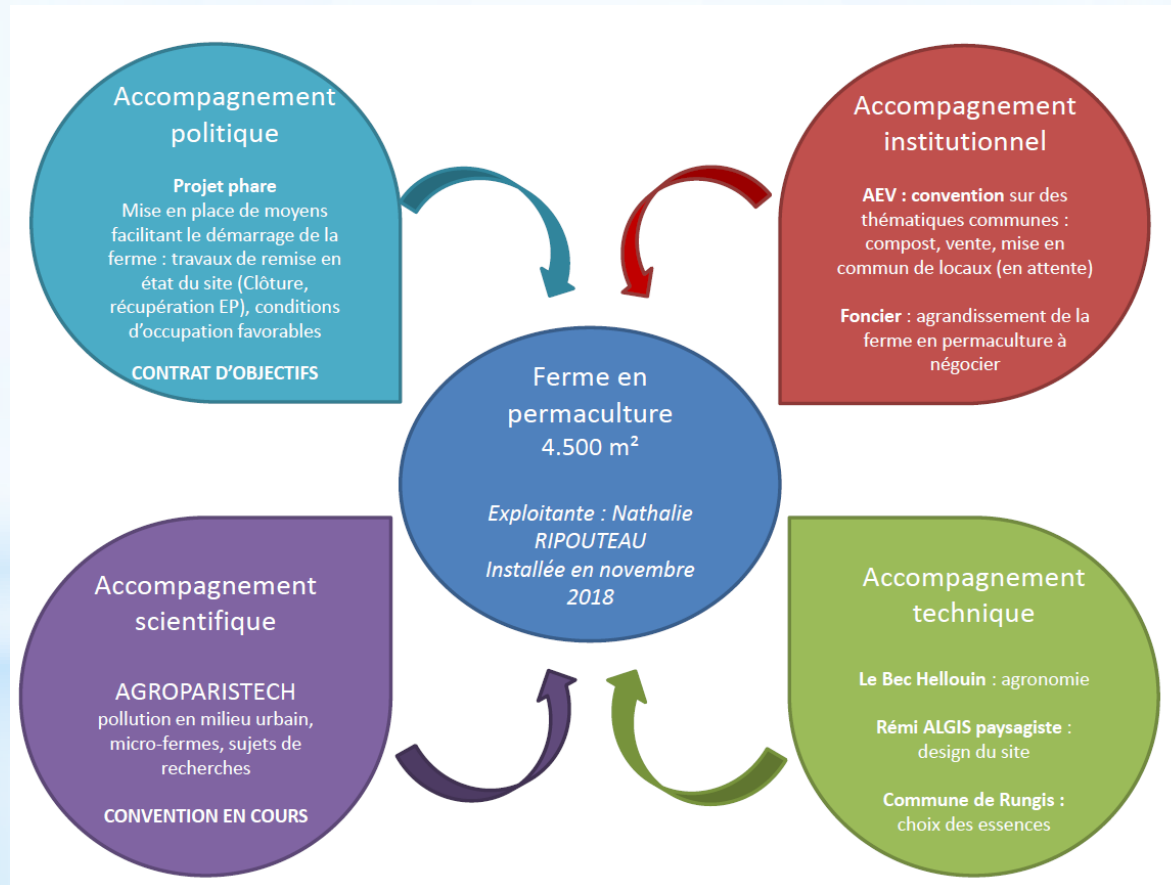 Accompagnement
politique
Projet phare
Mise en place de moyens
facilitant le démarrage de la
ferme : travaux de remise en
état du site (Clôture,
récupération EP), conditions
d'occupation favorables
CONTRAT D'OBJECTIFS
Accompagnement
institutionnel
AEV : convention sur des
thématiques communes :
compost, vente, mise en
commun de locaux (en attente)
Foncier : agrandissement de la
ferme en permaculture à
négocier
Ferme en
permaculture
4.500 m²
Exploitante : Nathalie
RIPOUTEAU
Installée en novembre
2018
Accompagnement
scientifique
AGROPARISTECH
pollution en milieu urbain,
micro-fermes, sujets de
recherches
CONVENTION EN COURS
Accompagnement
technique
Le Bec Hellouin : agronomie
Rémi ALGIS paysagiste :
design du site
Commune de Rungis :
choix des essences